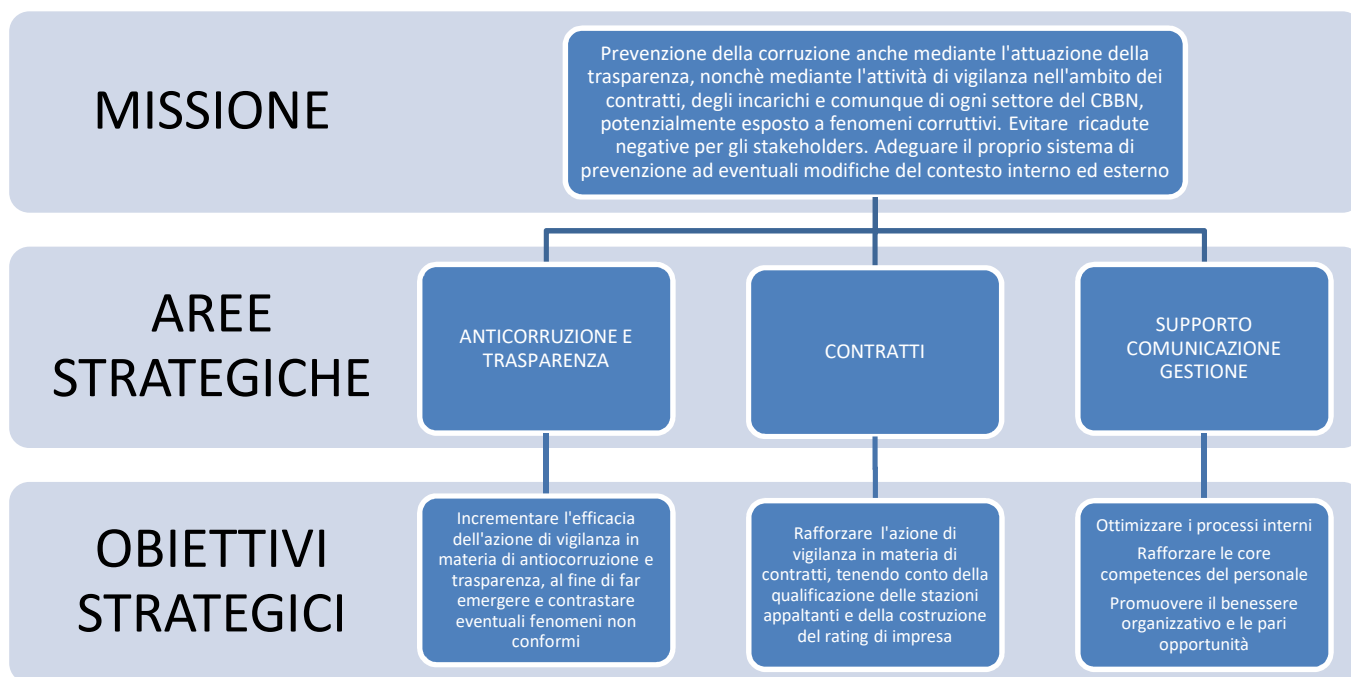 MISSIONE
Prevenzione della corruzione anche mediante l'attuazione della
trasparenza, nonchè mediante l'attività di vigilanza nell'ambito dei
contratti, degli incarichi e comunque di ogni settore del CBBN,
potenzialmente esposto a fenomeni corruttivi. Evitare  ricadute
negative per gli stakeholders. Adeguare il proprio sistema di
prevenzione ad eventuali modifiche del contesto interno ed esterno
AREE
STRATEGICHE
ANTICORRUZIONE E
TRASPARENZA
CONTRATTI
SUPPORTO
COMUNICAZIONE
GESTIONE
OBIETTIVI
STRATEGICI
Incrementare l'efficacia
dell'azione di vigilanza in
materia di antiocorruzione e
trasparenza, al fine di far
emergere e contrastare
eventuali fenomeni non
conformi
Rafforzare  l'azione di
vigilanza in materia di
contratti, tenendo conto della
qualificazione delle stazioni
appaltanti e della costruzione
del rating di impresa
Ottimizzare i processi interni
Rafforzare le core
competences del personale
Promuovere il benessere
organizzativo e le pari
opportunità